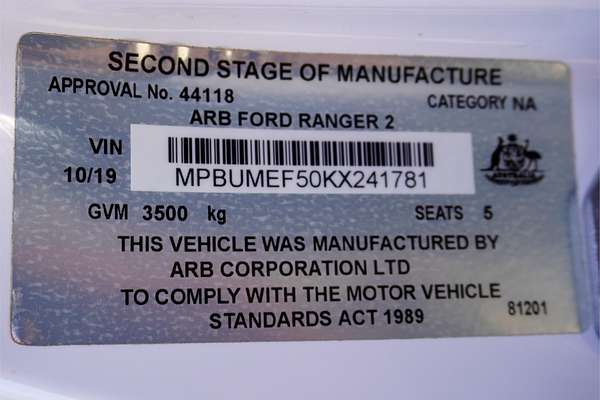 SECOND STAGE OF MANUFACTURE
APPROVAL No. 44118 CATEGORY NA
ARB FORD RANGER 2
VIN
10/19 MPBUMEF50KX241781
AUSTRALIA
GVM 3500 kg SEATS 5
THIS VEHICLE WAS MANUFACTURED BY
ARB CORPORATION LTD
TO COMPLY WITH THE MOTOR VEHICLE
STANDARDS ACT 1989 81201